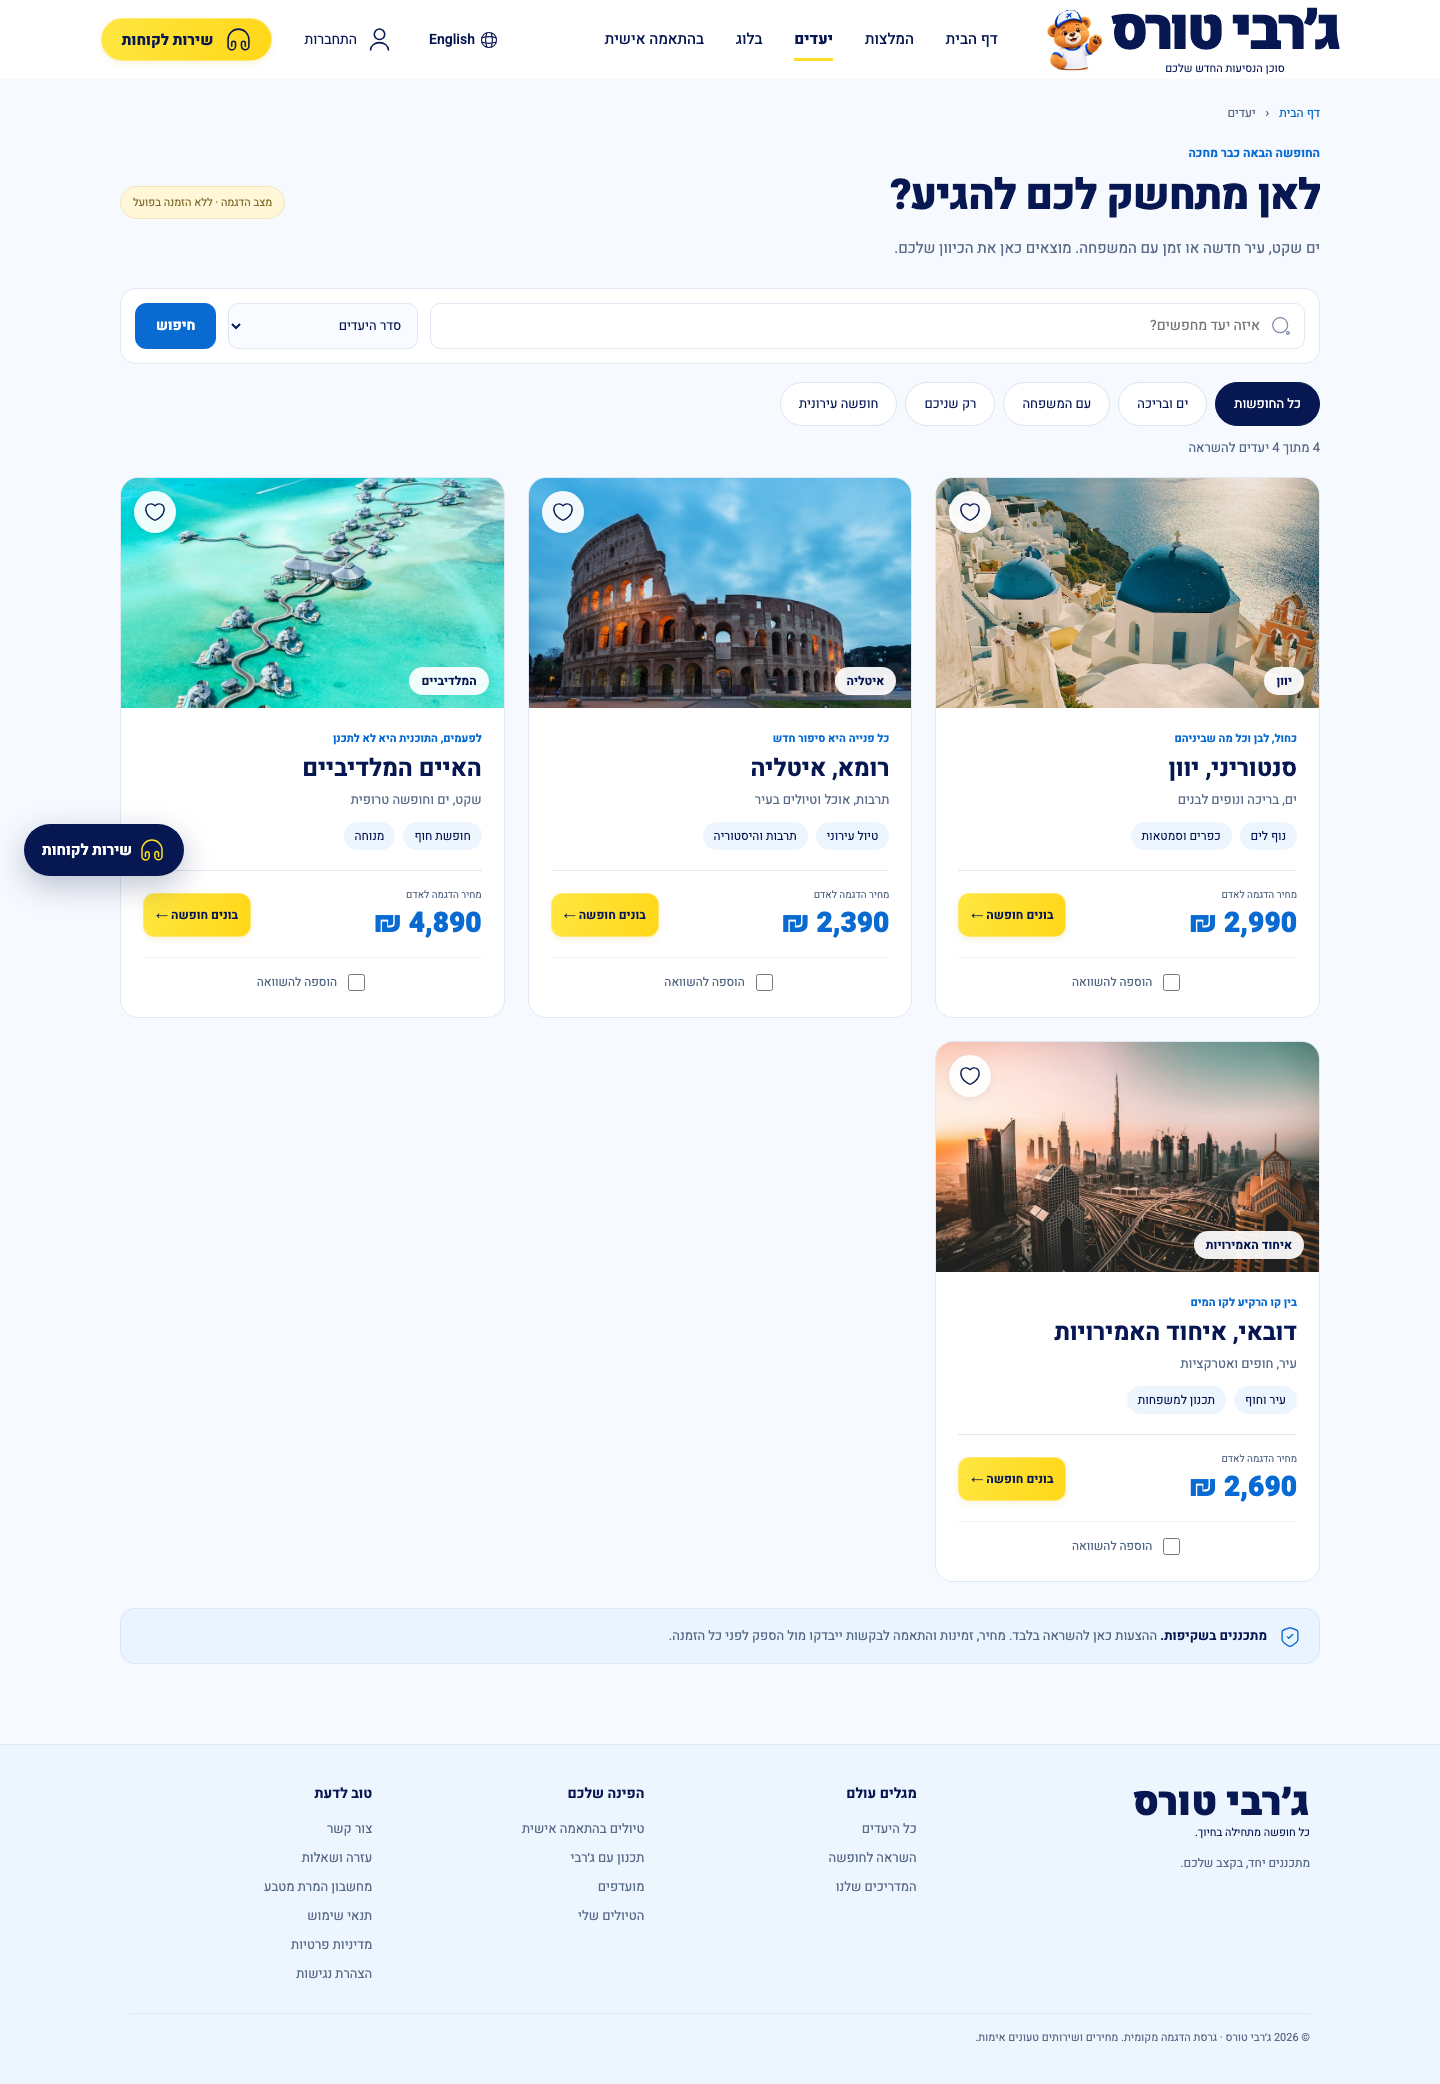 ג'רבי טורס
סוכן הנסיעות החדש שלכם
דף הבית
המלצות
יעדים
בלוג
בהתאמה אישית
English
התחברות
שירות לקוחות
דף הבית ‹ יעדים
החופשה הבאה כבר מחכה
לאן מתחשק לכם להגיע?
מצב הדגמה · ללא הזמנה בפועל
ים שקט, עיר חדשה או זמן עם המשפחה. מוצאים כאן את הכיוון שלכם.
איזה יעד מחפשים?
סדר היעדים
חיפוש
כל החופשות
ים ובריכה
עם המשפחה
רק שניכם
חופשה עירונית
4 מתוך 4 יעדים להשראה
יוון
כחול, לבן וכל מה שביניהם
סנטוריני, יוון
ים, בריכה ונופים לבנים
נוף לים
כפרים וסמטאות
מחיר הדגמה לאדם
2,990 ₪
בונים חופשה ←
הוספה להשוואה
איטליה
כל פנייה היא סיפור חדש
רומא, איטליה
תרבות, אוכל וטיולים בעיר
טיול עירוני
תרבות והיסטוריה
מחיר הדגמה לאדם
2,390 ₪
בונים חופשה ←
הוספה להשוואה
המלדיביים
לפעמים, התוכנית היא לא לתכנן
האיים המלדיביים
שקט, ים וחופשה טרופית
חופשת חוף
מנוחה
מחיר הדגמה לאדם
4,890 ₪
בונים חופשה ←
הוספה להשוואה
שירות לקוחות
איחוד האמירויות
בין קו הרקיע לקו המים
דובאי, איחוד האמירויות
עיר, חופים ואטרקציות
עיר וחוף
תכנון למשפחות
מחיר הדגמה לאדם
2,690 ₪
בונים חופשה ←
הוספה להשוואה
מתכננים בשקיפות. ההצעות כאן להשראה בלבד. מחיר, זמינות והתאמה לבקשות ייבדקו מול הספק לפני כל הזמנה.
ג'רבי טורס
כל חופשה מתחילה בחיוך.
מתכננים יחד, בקצב שלכם.
מגלים עולם
כל היעדים
השראה לחופשה
המדריכים שלנו
הפינה שלכם
טיולים בהתאמה אישית
תכנון עם ג'רבי
מועדפים
הטיולים שלי
טוב לדעת
צור קשר
עזרה ושאלות
מחשבון המרת מטבע
תנאי שימוש
מדיניות פרטיות
הצהרת נגישות
© 2026 ג'רבי טורס · גרסת הדגמה מקומית. מחירים ושירותים טעונים אימות.